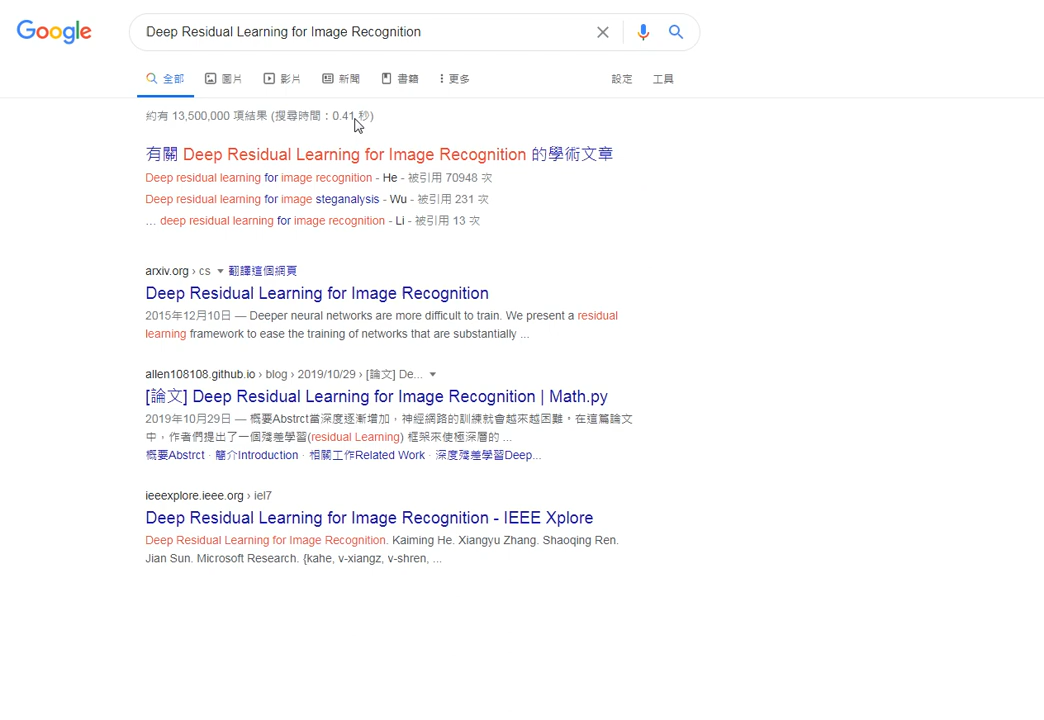 Google
Deep Residual Learning for Image Recognition
全部 圖片 影片 新聞 書籍 更多 設定 工具
約有 13,500,000 項結果 (搜尋時間：0.41 秒)
有關 Deep Residual Learning for Image Recognition 的學術文章
Deep residual learning for image recognition - He - 被引用 70948 次
Deep residual learning for image steganalysis - Wu - 被引用 231 次
... deep residual learning for image recognition - Li - 被引用 13 次
arxiv.org › cs 翻譯這個網頁
Deep Residual Learning for Image Recognition
2015年12月10日 — Deeper neural networks are more difficult to train. We present a residual
learning framework to ease the training of networks that are substantially ...
allen108108.github.io › blog › 2019/10/29 › [論文] De...
[論文] Deep Residual Learning for Image Recognition | Math.py
2019年10月29日 — 概要Abstrct當深度逐漸增加，神經網路的訓練就會越來越困難。在這篇論文
中，作者們提出了一個殘差學習(residual Learning) 框架來使極深層的 ...
概要Abstrct · 簡介Introduction · 相關工作Related Work · 深度殘差學習Deep...
ieeexplore.ieee.org › iel7
Deep Residual Learning for Image Recognition - IEEE Xplore
Deep Residual Learning for Image Recognition. Kaiming He. Xiangyu Zhang. Shaoqing Ren.
Jian Sun. Microsoft Research. {kahe, v-xiangz, v-shren, ...